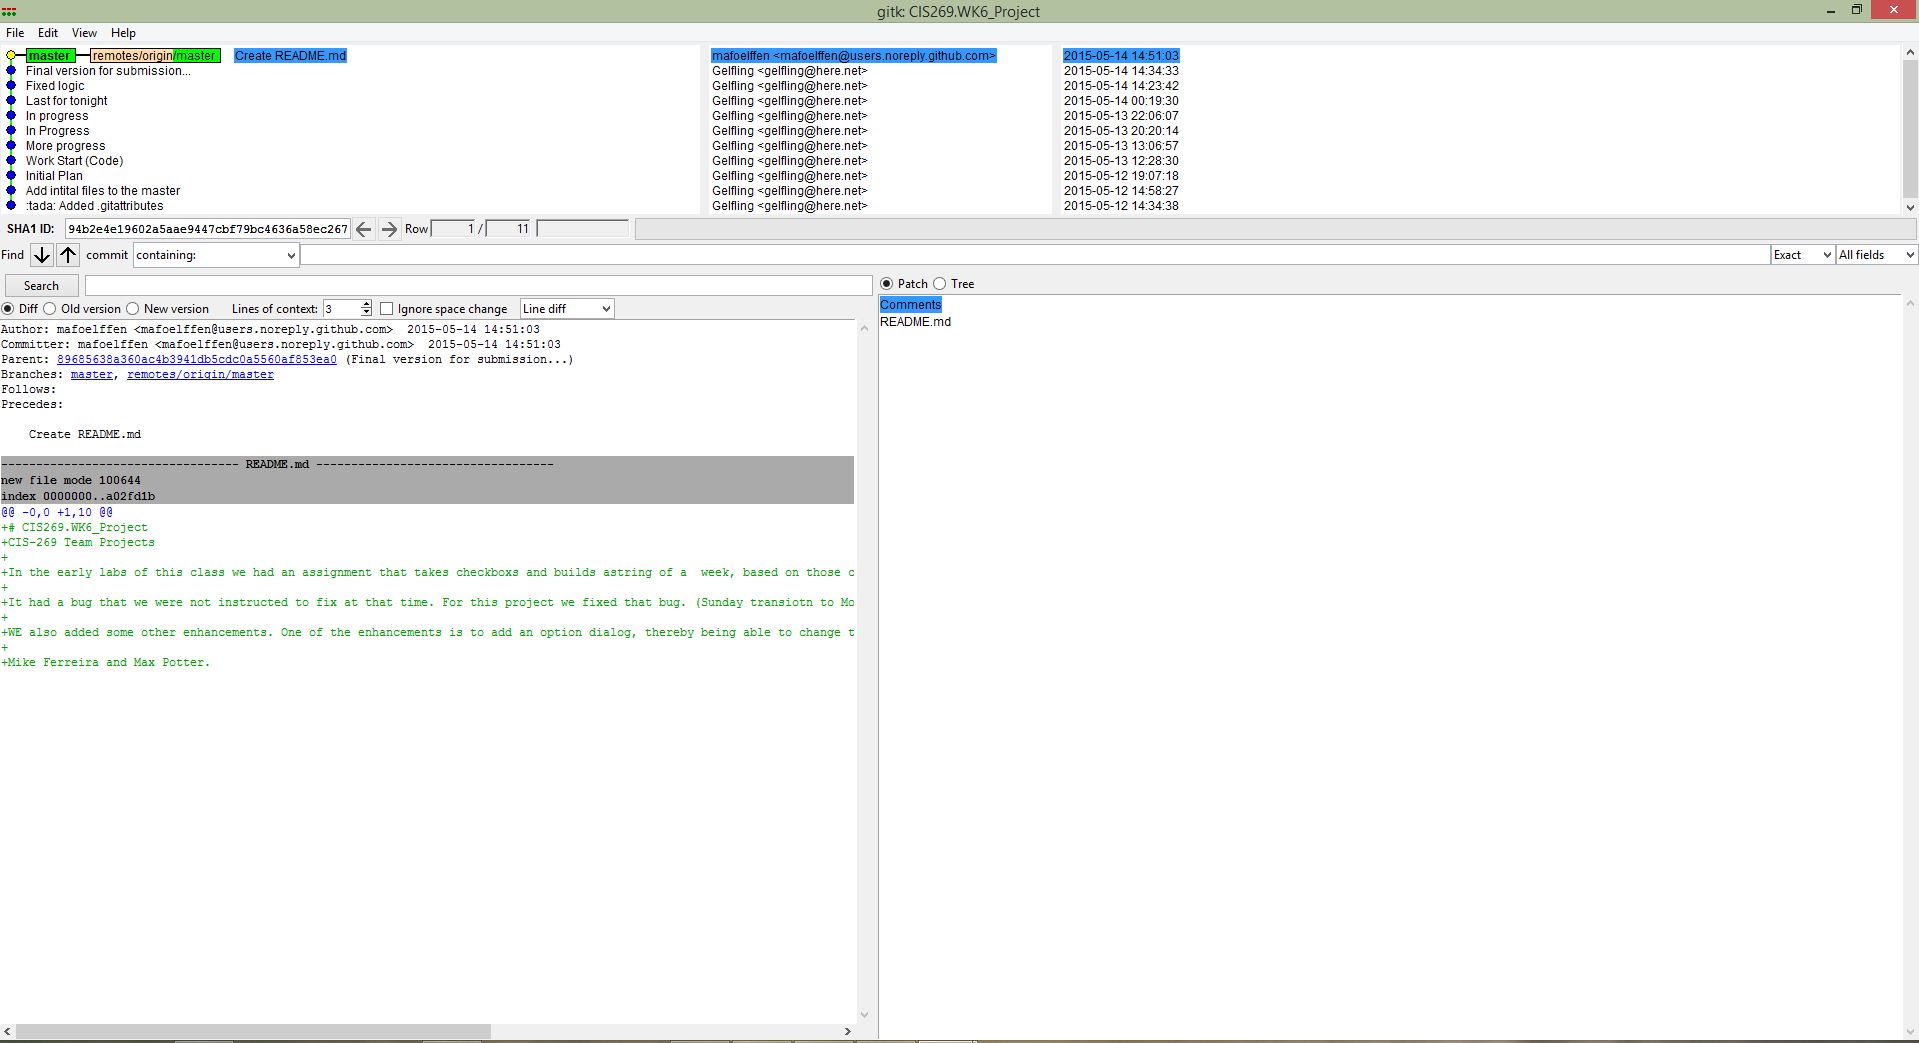 gitk: CIS269.WK6_Project
File Edit View Help
master remotes/origin/master Create README.md mafoelffen <mafoelffen@users.noreply.github.com> 2015-05-14 14:51:03
Final version for submission... Gelfling <gelfling@here.net> 2015-05-14 14:34:33
Fixed logic Gelfling <gelfling@here.net> 2015-05-14 14:23:42
Last for tonight Gelfling <gelfling@here.net> 2015-05-14 00:19:30
In progress Gelfling <gelfling@here.net> 2015-05-13 22:06:07
In Progress Gelfling <gelfling@here.net> 2015-05-13 20:20:14
More progress Gelfling <gelfling@here.net> 2015-05-13 13:06:57
Work Start (Code) Gelfling <gelfling@here.net> 2015-05-13 12:28:30
Initial Plan Gelfling <gelfling@here.net> 2015-05-12 19:07:18
Add intital files to the master Gelfling <gelfling@here.net> 2015-05-12 14:58:27
:tada: Added .gitattributes Gelfling <gelfling@here.net> 2015-05-12 14:34:38
SHA1 ID: 94b2e4e19602a5aae9447cbf79bc4636a58ec267 Row 1 / 11
Find commit containing: Exact All fields
Search
Patch Tree
Diff Old version New version Lines of context: 3 Ignore space change Line diff
Comments
README.md
Author: mafoelffen <mafoelffen@users.noreply.github.com> 2015-05-14 14:51:03
Committer: mafoelffen <mafoelffen@users.noreply.github.com> 2015-05-14 14:51:03
Parent: 89685638a360ac4b3941db5cdc0a5560af853ea0 (Final version for submission...)
Branches: master, remotes/origin/master
Follows:
Precedes:
Create README.md
---------------------------------- README.md ----------------------------------
new file mode 100644
index 0000000..a02fd1b
@@ -0,0 +1,10 @@
+# CIS269.WK6_Project
+CIS-269 Team Projects
+
+In the early labs of this class we had an assignment that takes checkboxs and builds astring of a  week, based on those c
+
+It had a bug that we were not instructed to fix at that time. For this project we fixed that bug. (Sunday transiotn to Mo
+
+WE also added some other enhancements. One of the enhancements is to add an option dialog, thereby being able to change t
+
+Mike Ferreira and Max Potter.